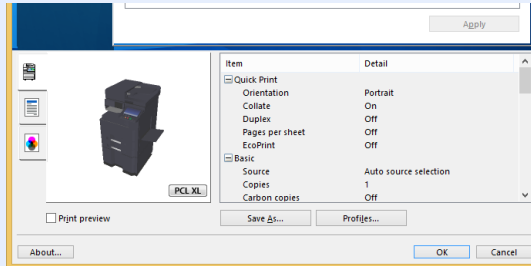 Apply
Item Detail
Quick Print
Orientation Portrait
Collate On
Duplex Off
Pages per sheet Off
EcoPrint Off
Basic
Source Auto source selection
Copies 1
Carbon copies Off
PCL XL
Print preview Save As... Profiles...
About... OK Cancel